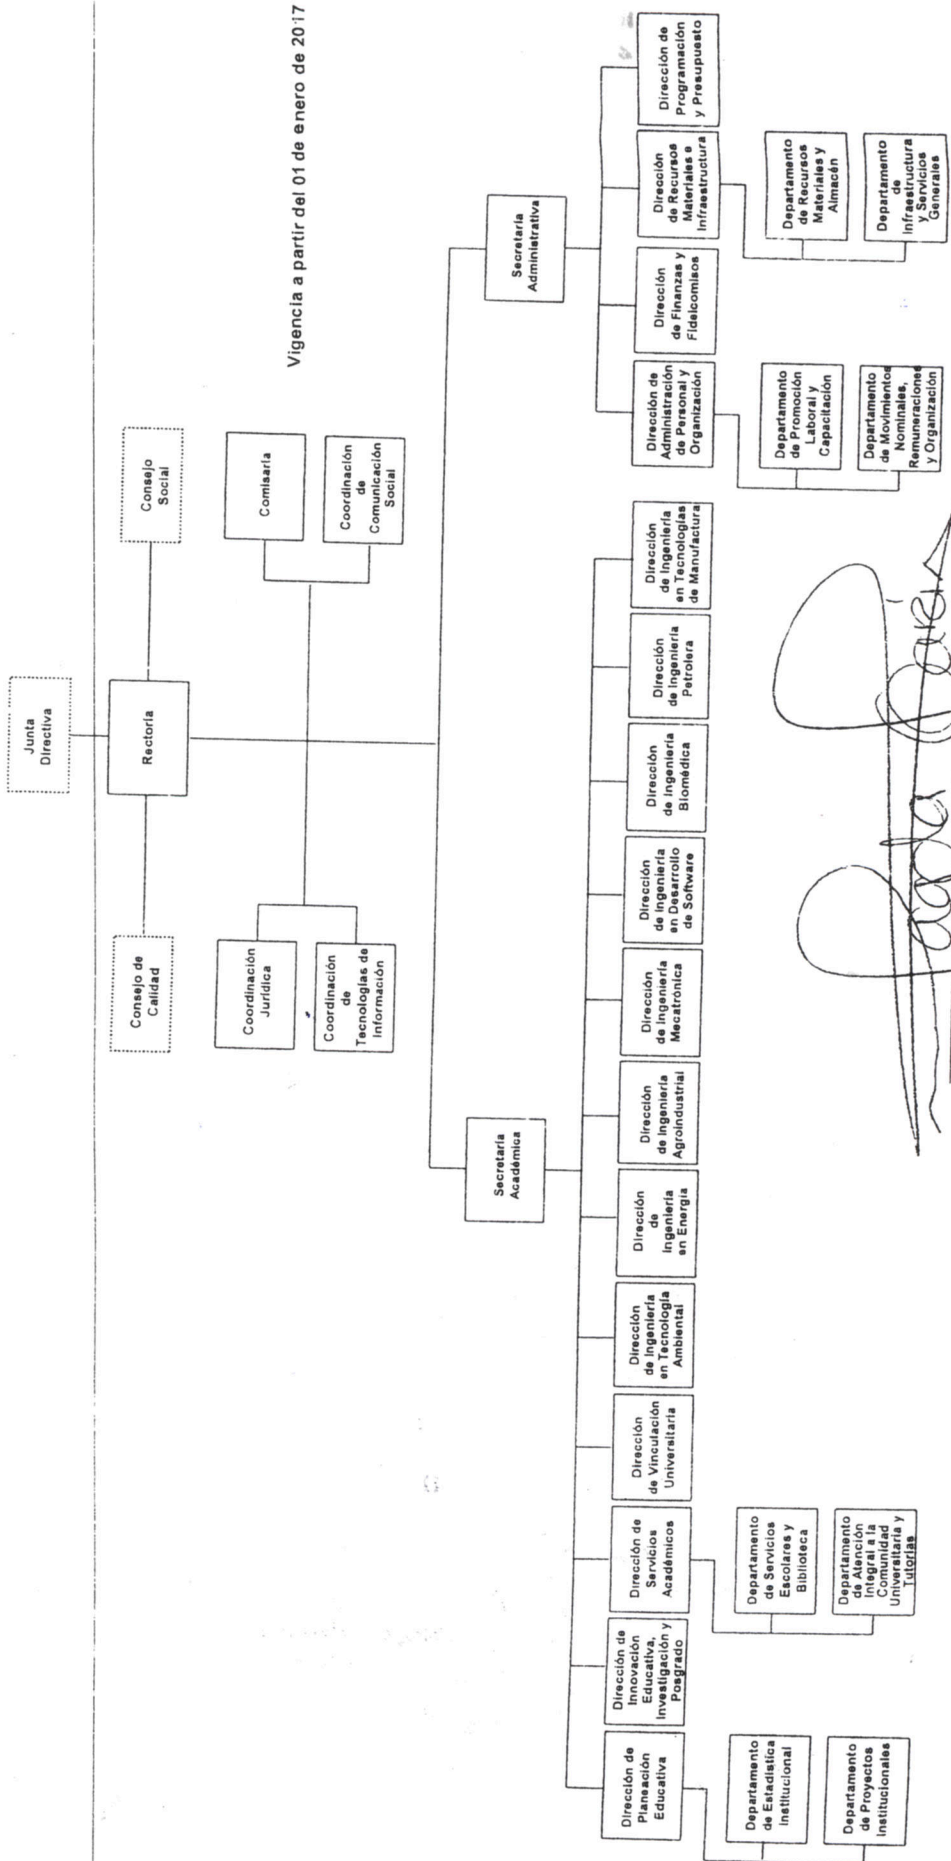 Junta
Directiva
Consejo de
Calidad
Rectoría
Consejo
Social
Coordinación
Jurídica
Coordinación
de
Tecnologías de
Información
Comisaría
Coordinación
de
Comunicación
Social
Vigencia a partir del 01 de enero de 2017
Secretaría
Académica
Secretaría
Administrativa
Dirección de
Planeación
Educativa
Dirección de
Innovación
Educativa,
Investigación y
Posgrado
Dirección de
Servicios
Académicos
Dirección
de Vinculación
Universitaria
Dirección
de Ingeniería
en Tecnología
Ambiental
Dirección
de
Ingeniería
en Energía
Dirección
de Ingeniería
Agroindustrial
Dirección
de Ingeniería
Mecatrónica
Dirección
de Ingeniería
en Desarrollo
de Software
Dirección
de Ingeniería
Biomédica
Dirección
de Ingeniería
Petrolera
Dirección
de Ingeniería
en Tecnologías
de Manufactura
Dirección de
Administración
de Personal y
Organización
Dirección
de Finanzas y
Fideicomisos
Dirección
de Recursos
Materiales e
Infraestructura
Dirección de
Programación
y Presupuesto
Departamento
de Estadística
Institucional
Departamento
de Proyectos
Institucionales
Departamento
de Servicios
Escolares y
Biblioteca
Departamento
de Atención
Integral a la
Comunidad
Universitaria y
Tutorías
Departamento
de Promoción
Laboral y
Capacitación
Departamento
de Movimientos
Nominales,
Remuneraciones
y Organización
Departamento
de Recursos
Materiales y
Almacén
Departamento
de
Infraestructura
y Servicios
Generales